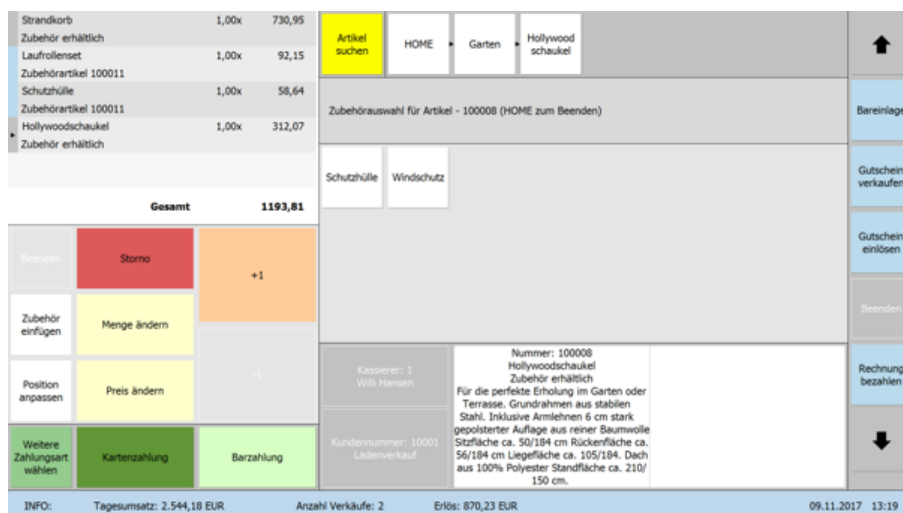 Strandkorb 1,00x 730,95
Zubehör erhältlich
Laufrollenset 1,00x 92,15
Zubehörartikel 100011
Schutzhülle 1,00x 58,64
Zubehörartikel 100011
Hollywoodschaukel 1,00x 312,07
Zubehör erhältlich
Gesamt 1193,81
Beenden
Storno
+1
Zubehör
einfügen
Menge ändern
-1
Position
anpassen
Preis ändern
Weitere
Zahlungsart
wählen
Kartenzahlung
Barzahlung
Artikel
suchen
HOME
Garten
Hollywood
schaukel
Zubehörauswahl für Artikel - 100008 (HOME zum Beenden)
Schutzhülle
Windschutz
Kassierer: 1
Willi Hansen
Kundennummer: 10001
Ladenverkauf
Nummer: 100008
Hollywoodschaukel
Zubehör erhältlich
Für die perfekte Erholung im Garten oder
Terrasse. Grundrahmen aus stabilen
Stahl. Inklusive Armlehnen 6 cm stark
gepolsterter Auflage aus reiner Baumwolle
Sitzfläche ca. 50/184 cm Rückenfläche ca.
56/184 cm Liegefläche ca. 105/184. Dach
aus 100% Polyester Standfläche ca. 210/
150 cm.
Bareinlage
Gutschein
verkaufen
Gutschein
einlösen
Beenden
Rechnung
bezahlen
INFO: Tagesumsatz: 2.544,18 EUR Anzahl Verkäufe: 2 Erlös: 870,23 EUR 09.11.2017 13:19